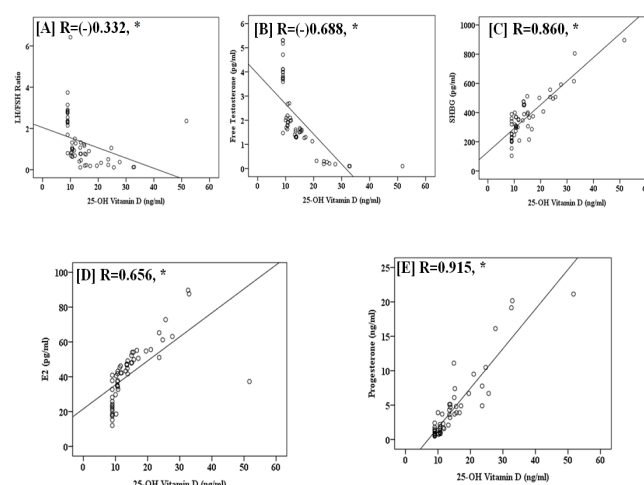 [A] R=(-)0.332, *
LH/FSH Ratio
6
4
2
0
0 10 20 30 40 50 60
25-OH Vitamin D (ng/ml)
[B] R=(-)0.688, *
Free Testosterone (pg/ml)
5
4
3
2
1
0
0 10 20 30 40 50 60
25-OH Vitamin D (ng/ml)
[C] R=0.860, *
SHBG (pg/ml)
1000
800
600
400
200
0
0 10 20 30 40 50 60
25-OH Vitamin D (ng/ml)
[D] R=0.656, *
E2 (pg/ml)
100
80
60
40
20
0
0 10 20 30 40 50 60
25-OH Vitamin D (ng/ml)
[E] R=0.915, *
Progesterone (ng/ml)
25
20
15
10
5
0
0 10 20 30 40 50 60
25-OH Vitamin D (ng/ml)